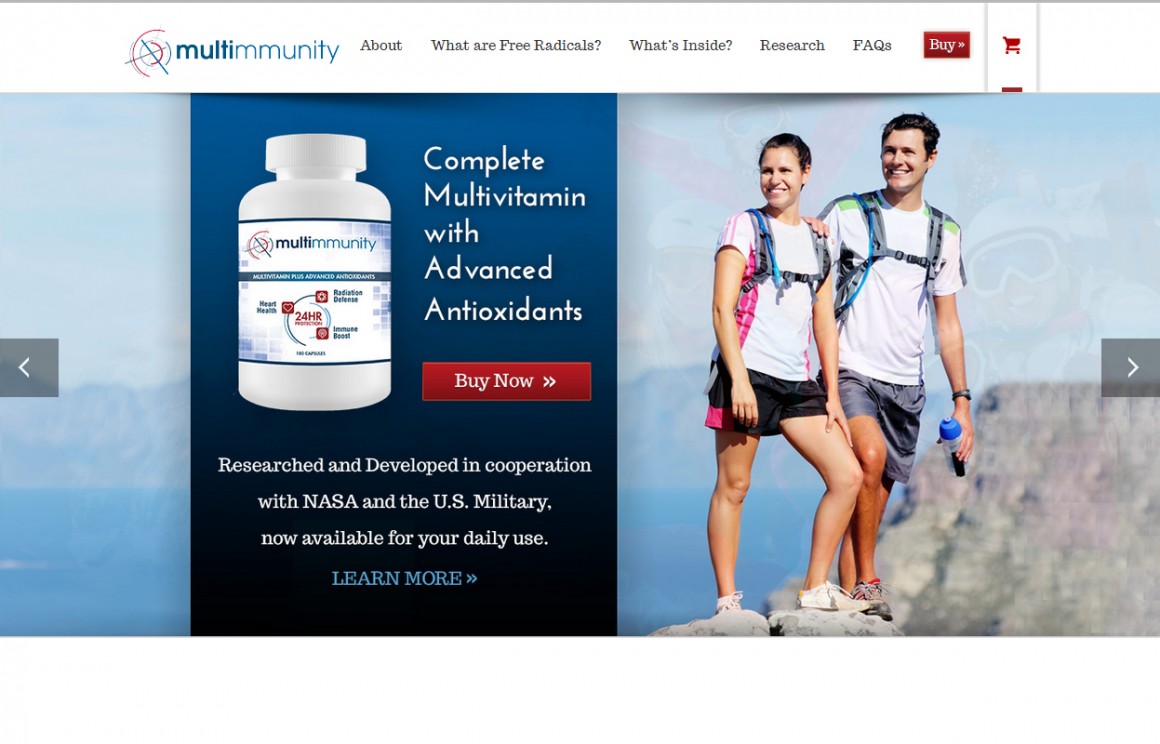 multimmunity
About
What are Free Radicals?
What's Inside?
Research
FAQs
Buy »
Complete
Multivitamin
with
Advanced
Antioxidants
multimmunity
MULTIVITAMIN PLUS ADVANCED ANTIOXIDANTS
Heart
Health
Radiation
Defense
24HR
PROTECTION
Immune
Boost
180 CAPSULES
Buy Now »
Researched and Developed in cooperation
with NASA and the U.S. Military,
now available for your daily use.
LEARN MORE »